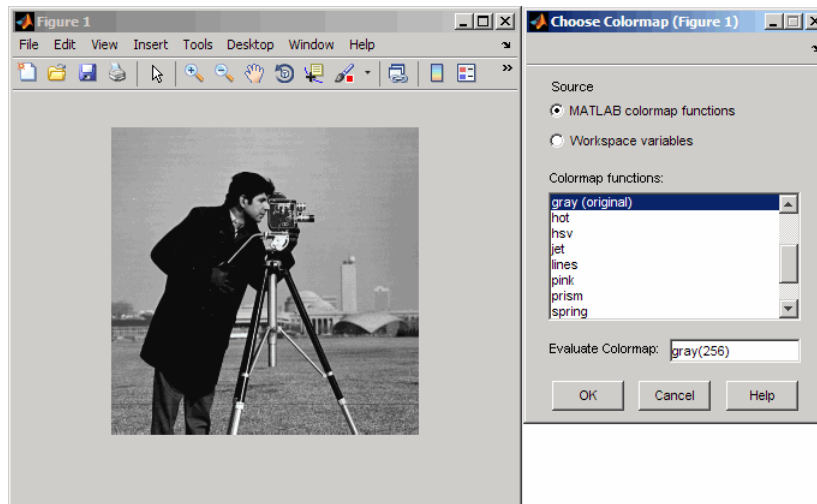 Figure 1
File Edit View Insert Tools Desktop Window Help
Choose Colormap (Figure 1)
Source
MATLAB colormap functions
Workspace variables
Colormap functions:
gray (original)
hot
hsv
jet
lines
pink
prism
spring
Evaluate Colormap: gray(256)
OK Cancel Help